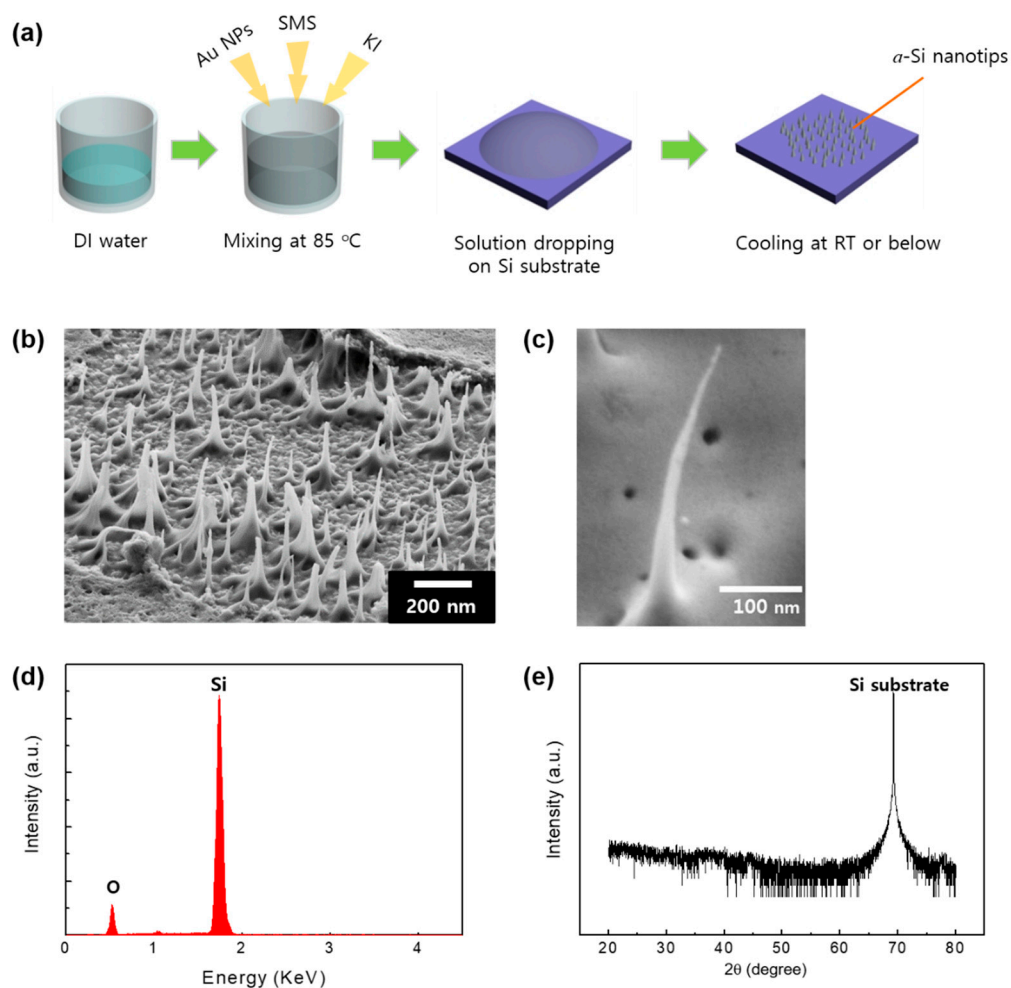 (a)
Au NPs
SMS
KI
a-Si nanotips
DI water
Mixing at 85 °C
Solution dropping
on Si substrate
Cooling at RT or below
(b)
200 nm
(c)
100 nm
(d)
Si
O
Intensity (a.u.)
0 1 2 3 4
Energy (KeV)
(e)
Si substrate
Intensity (a.u.)
20 30 40 50 60 70 80
2θ (degree)